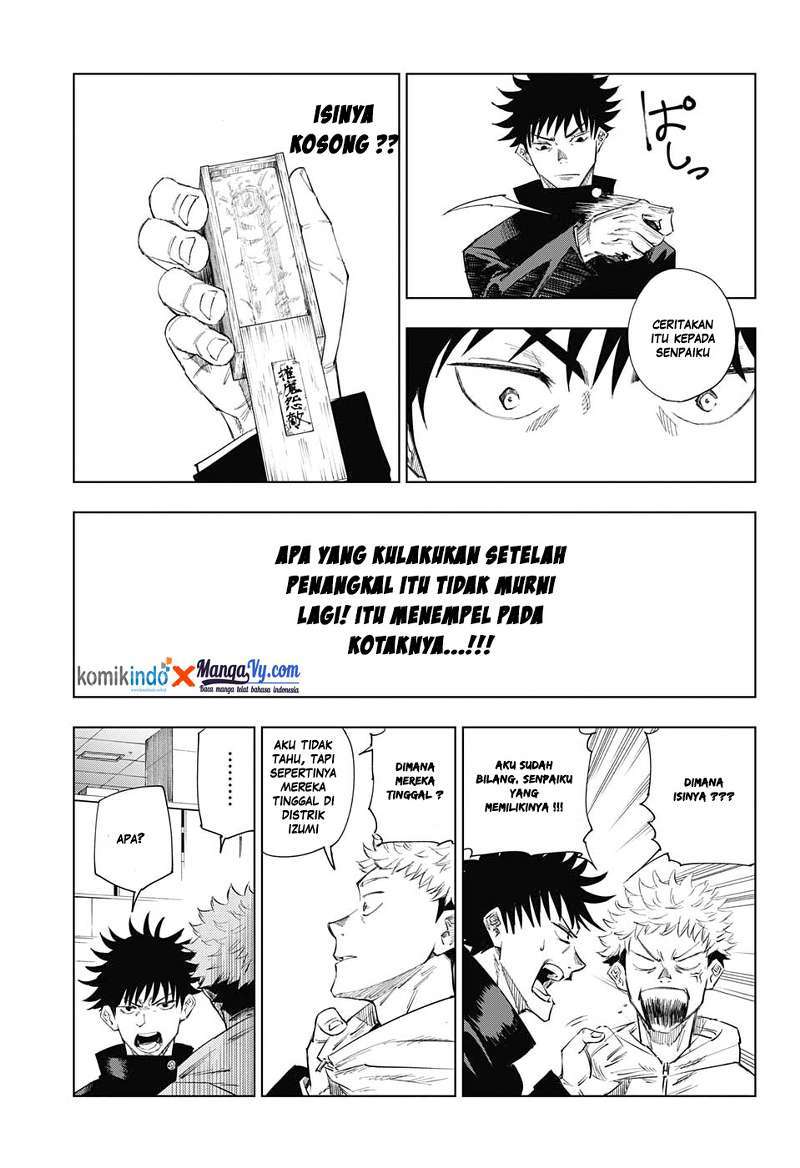 ぱしっ
CERITAKAN
ITU KEPADA
SENPAIKU
ISINYA
KOSONG ??
APA YANG KULAKUKAN SETELAH
PENANGKAL ITU TIDAK MURNI
LAGI! ITU MENEMPEL PADA
KOTAKNYA...!!!
komikindo X MangaVy.com
Baca manga telat bahasa indonesia
DIMANA
ISINYA ???
AKU SUDAH
BILANG. SENPAIKU
YANG
MEMILIKINYA !!!
DIMANA
MEREKA
TINGGAL ?
AKU TIDAK
TAHU, TAPI
SEPERTINYA
MEREKA
TINGGAL DI
DISTRIK
IZUMI
.........
APA?